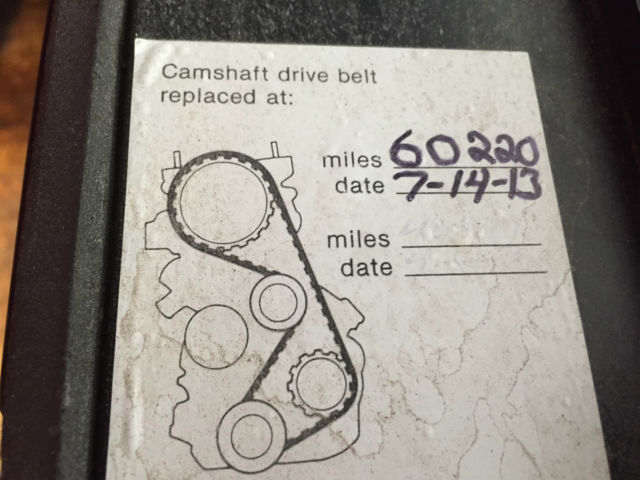 Camshaft drive belt
replaced at:
miles 60220
date 7-14-13
miles
date